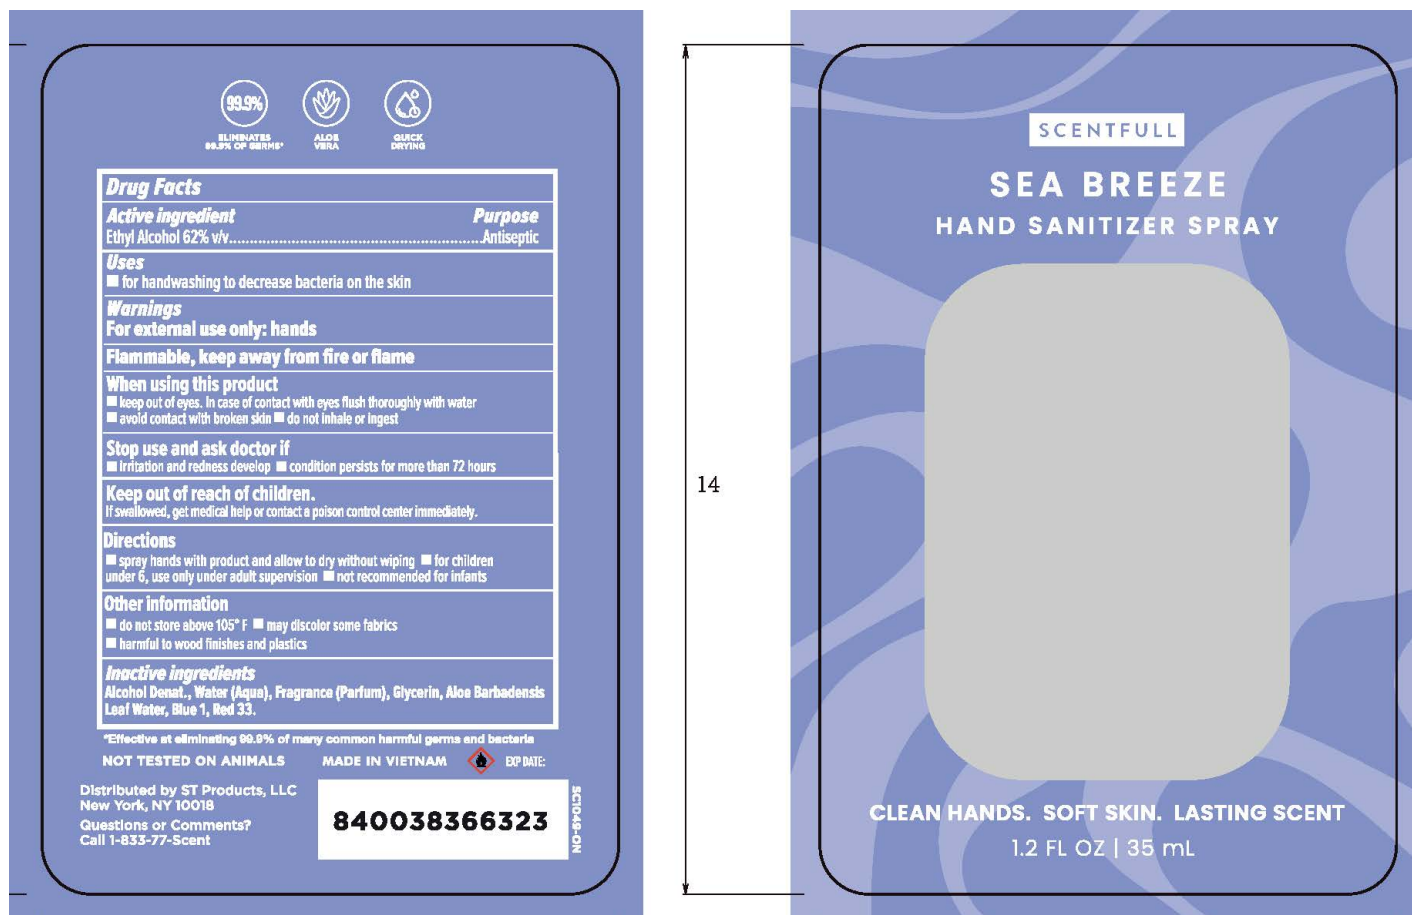 99.9%
ELIMINATES
99.9% OF GERMS*
ALOE
VERA
QUICK
DRYING
Drug Facts
Active ingredient Purpose
Ethyl Alcohol 62% v/v..............................................................Antiseptic
Uses
■ for handwashing to decrease bacteria on the skin
Warnings
For external use only: hands
Flammable, keep away from fire or flame
When using this product
■ keep out of eyes. In case of contact with eyes flush thoroughly with water
■ avoid contact with broken skin ■ do not inhale or ingest
Stop use and ask doctor if
■ irritation and redness develop ■ condition persists for more than 72 hours
Keep out of reach of children.
If swallowed, get medical help or contact a poison control center immediately.
Directions
■ spray hands with product and allow to dry without wiping ■ for children
under 6, use only under adult supervision ■ not recommended for infants
Other information
■ do not store above 105° F ■ may discolor some fabrics
■ harmful to wood finishes and plastics
Inactive ingredients
Alcohol Denat., Water (Aqua), Fragrance (Parfum), Glycerin, Aloe Barbadensis
Leaf Water, Blue 1, Red 33.
*Effective at eliminating 99.9% of many common harmful germs and bacteria
NOT TESTED ON ANIMALS MADE IN VIETNAM EXP DATE:
Distributed by ST Products, LLC
New York, NY 10018
Questions or Comments?
Call 1-833-77-Scent
840038366323
SC1049-ON
14
SCENTFULL
SEA BREEZE
HAND SANITIZER SPRAY
CLEAN HANDS. SOFT SKIN. LASTING SCENT
1.2 FL OZ | 35 mL